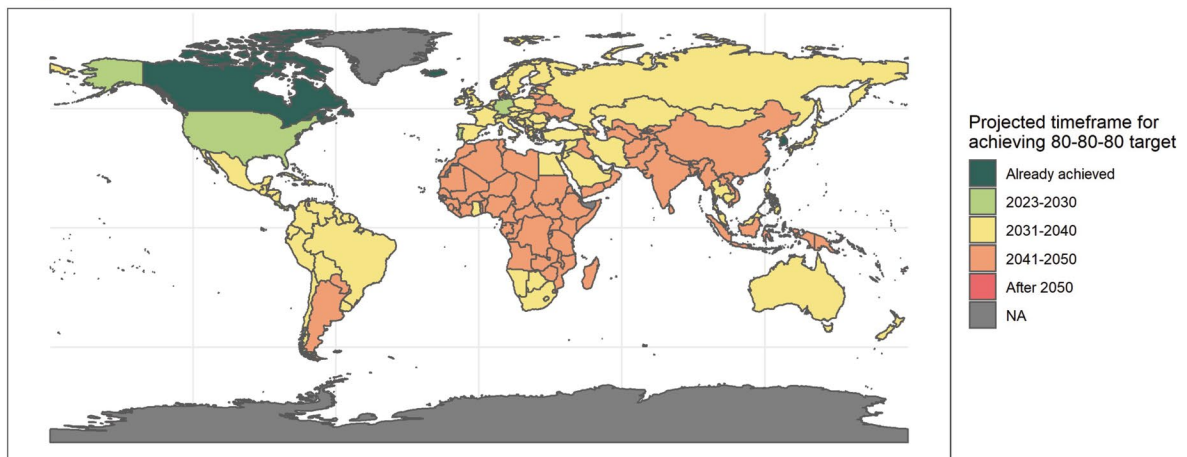 Projected timeframe for
achieving 80-80-80 target
Already achieved
2023-2030
2031-2040
2041-2050
After 2050
NA